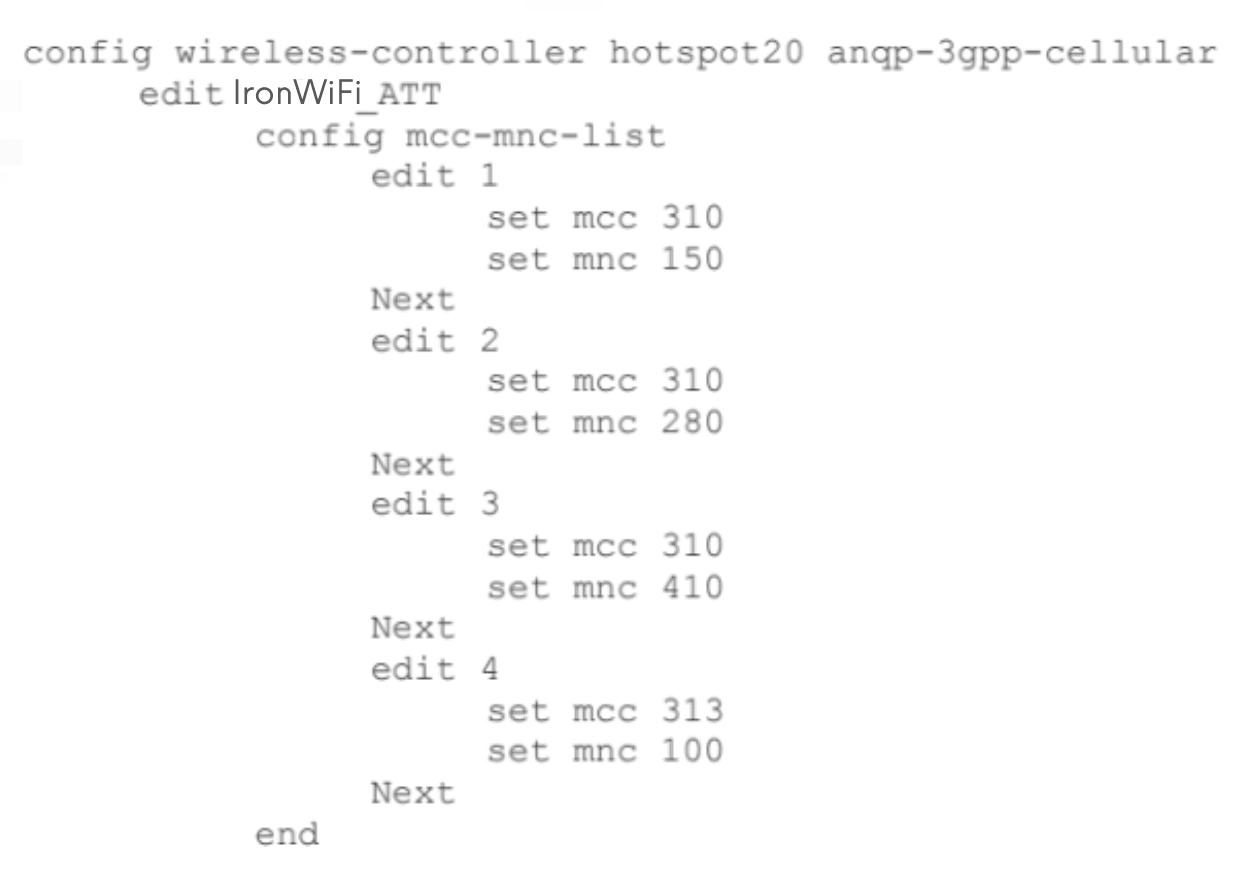 config wireless-controller hotspot20 anqp-3gpp-cellular
edit IronWiFi_ATT
config mcc-mnc-list
edit 1
set mcc 310
set mnc 150
Next
edit 2
set mcc 310
set mnc 280
Next
edit 3
set mcc 310
set mnc 410
Next
edit 4
set mcc 313
set mnc 100
Next
end